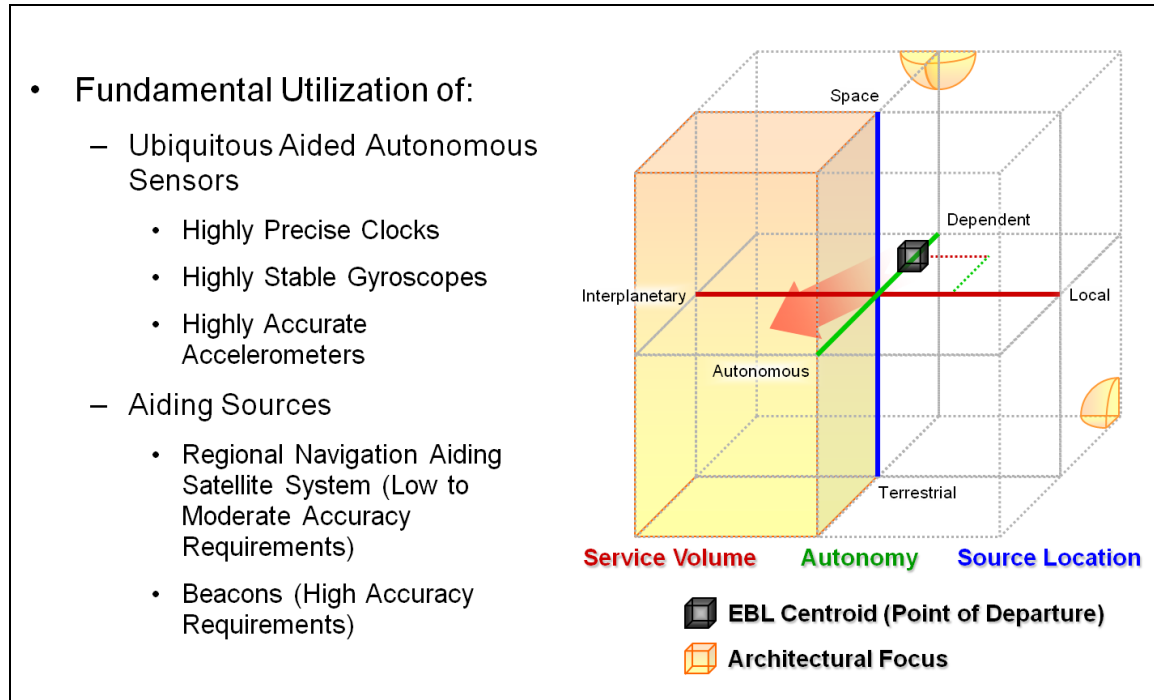 • Fundamental Utilization of:
– Ubiquitous Aided Autonomous
Sensors
• Highly Precise Clocks
• Highly Stable Gyroscopes
• Highly Accurate
Accelerometers
– Aiding Sources
• Regional Navigation Aiding
Satellite System (Low to
Moderate Accuracy
Requirements)
• Beacons (High Accuracy
Requirements)
Space
Dependent
Interplanetary
Local
Autonomous
Terrestrial
Service Volume
Autonomy
Source Location
EBL Centroid (Point of Departure)
Architectural Focus